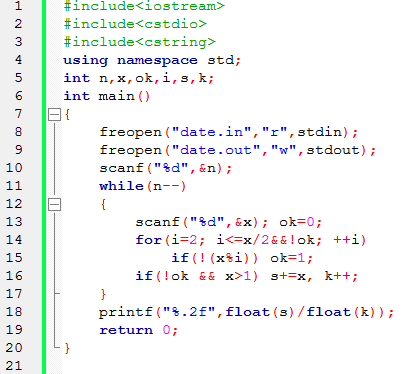 1 #include<iostream>
2 #include<cstdio>
3 #include<cstring>
4 using namespace std;
5 int n,x,ok,i,s,k;
6 int main()
7 {
8 freopen("date.in","r",stdin);
9 freopen("date.out","w",stdout);
10 scanf("%d",&n);
11 while(n--)
12 {
13 scanf("%d",&x); ok=0;
14 for(i=2; i<=x/2&&!ok; ++i)
15 if(!(x%i)) ok=1;
16 if(!ok && x>1) s+=x, k++;
17 }
18 printf("%.2f",float(s)/float(k));
19 return 0;
20 }
21